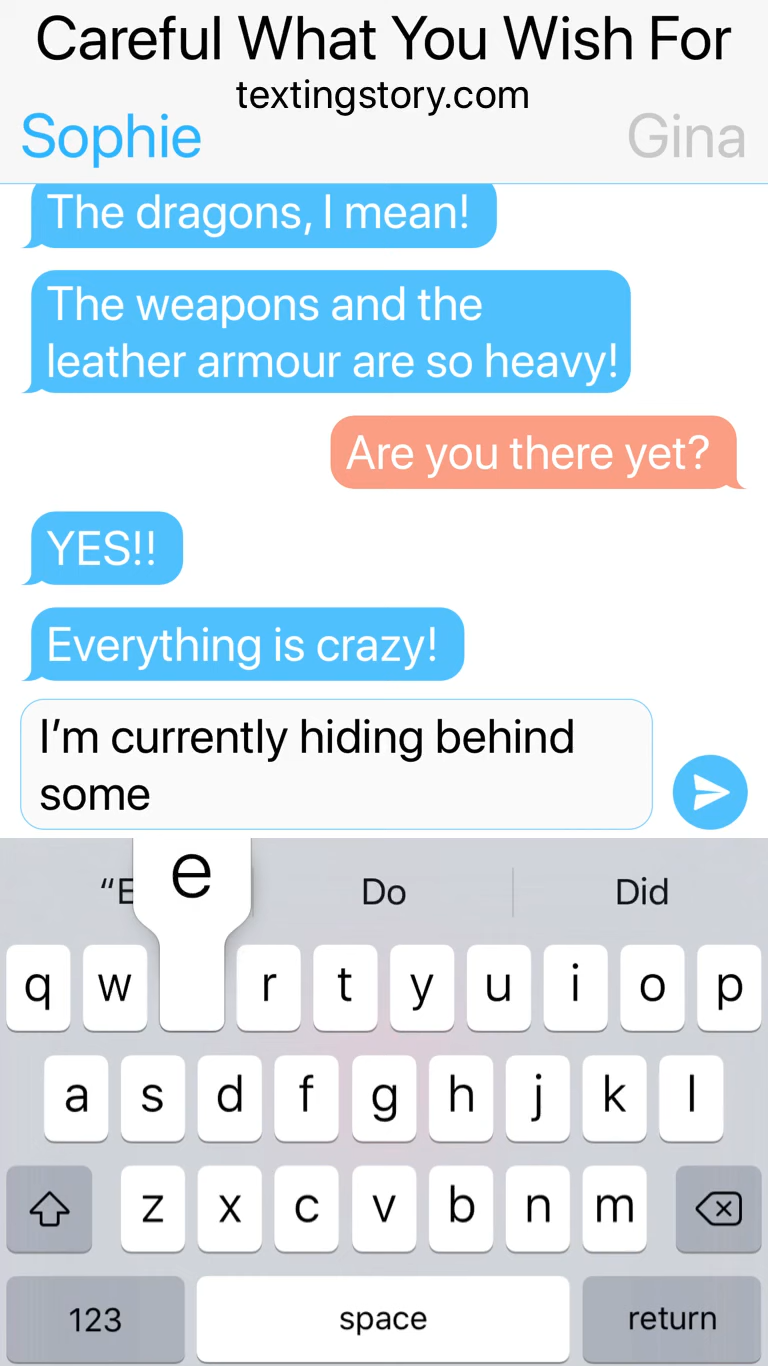 Careful What You Wish For
textingstory.com
Sophie Gina
The dragons, I mean!
The weapons and the
leather armour are so heavy!
Are you there yet?
YES!!
Everything is crazy!
I’m currently hiding behind
some
“E e Do Did
q w r t y u i o p
a s d f g h j k l
z x c v b n m
123 space return